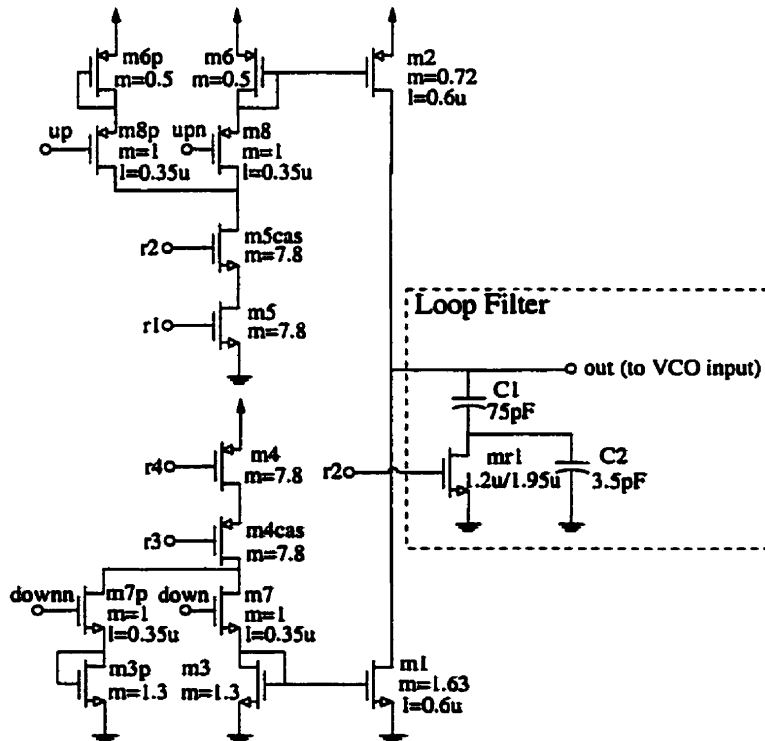 m6p
m=0.5
m6
m=0.5
m2
m=0.72
l=0.6u
up
m8p
m=1
l=0.35u
upn
m8
m=1
l=0.35u
r2
m5cas
m=7.8
r1
m5
m=7.8
Loop Filter
out (to VCO input)
C1
75pF
r4
m4
m=7.8
r2
mr1
1.2u/1.95u
C2
3.5pF
r3
m4cas
m=7.8
downn
m7p
m=1
l=0.35u
down
m7
m=1
l=0.35u
m3p
m=1.3
m3
m=1.3
m1
m=1.63
l=0.6u